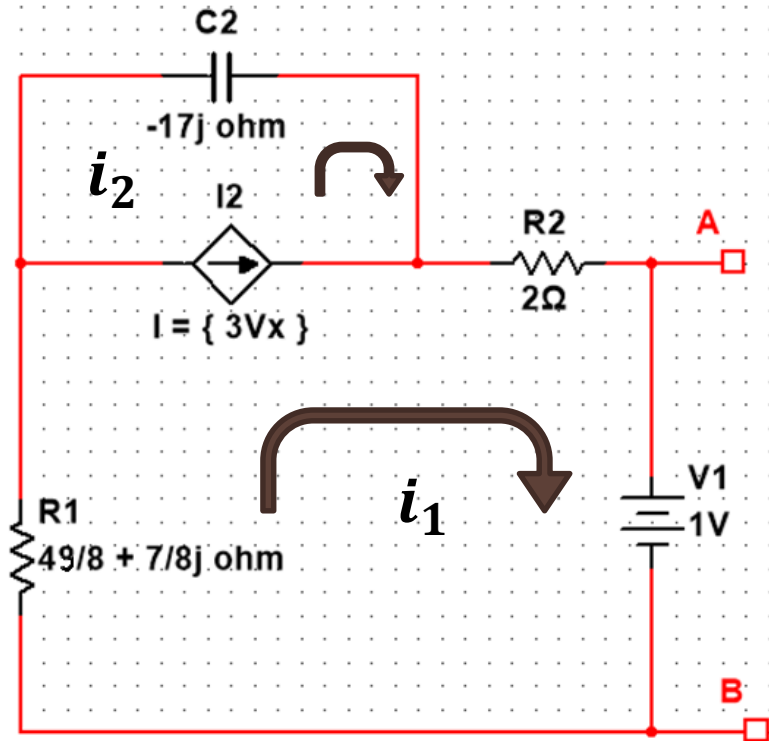 C2
-17j ohm
i₂
I2
I = { 3Vx }
R2
2Ω
A
i₁
V1
1V
R1
49/8 + 7/8j ohm
B